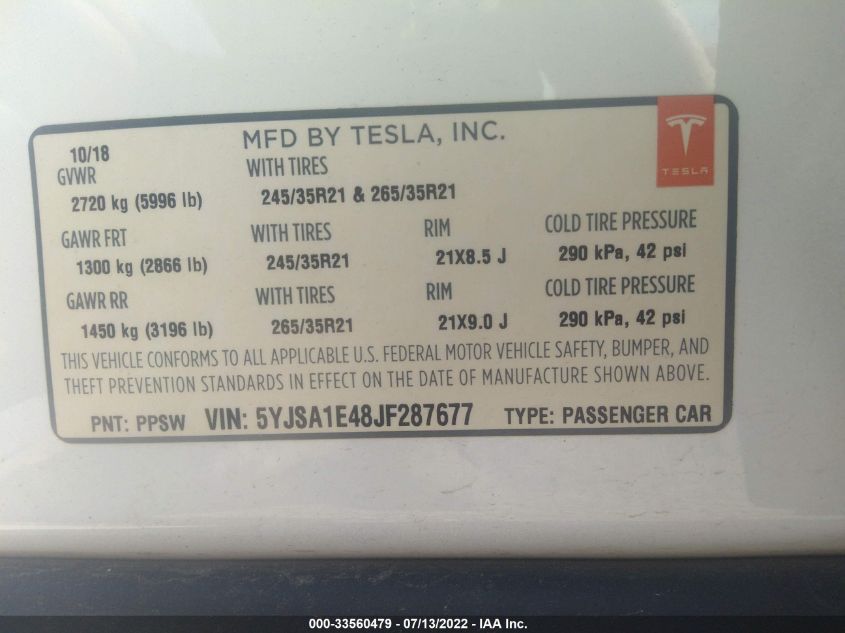 10/18
MFD BY TESLA, INC.
TESLA
GVWR WITH TIRES
2720 kg (5996 lb) 245/35R21 & 265/35R21
GAWR FRT WITH TIRES RIM COLD TIRE PRESSURE
1300 kg (2866 lb) 245/35R21 21X8.5 J 290 kPa, 42 psi
GAWR RR WITH TIRES RIM COLD TIRE PRESSURE
1450 kg (3196 lb) 265/35R21 21X9.0 J 290 kPa, 42 psi
THIS VEHICLE CONFORMS TO ALL APPLICABLE U.S. FEDERAL MOTOR VEHICLE SAFETY, BUMPER, AND
THEFT PREVENTION STANDARDS IN EFFECT ON THE DATE OF MANUFACTURE SHOWN ABOVE.
PNT: PPSW VIN: 5YJSA1E48JF287677 TYPE: PASSENGER CAR
000-33560479 - 07/13/2022 - IAA Inc.